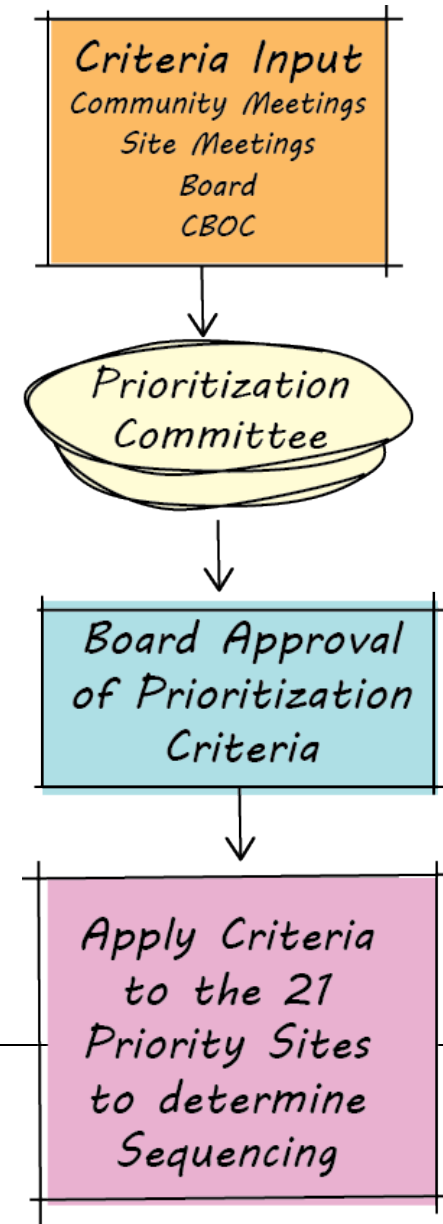 Criteria Input
Community Meetings
Site Meetings
Board
CBOC
Prioritization
Committee
Board Approval
of Prioritization
Criteria
Apply Criteria
to the 21
Priority Sites
to determine
Sequencing